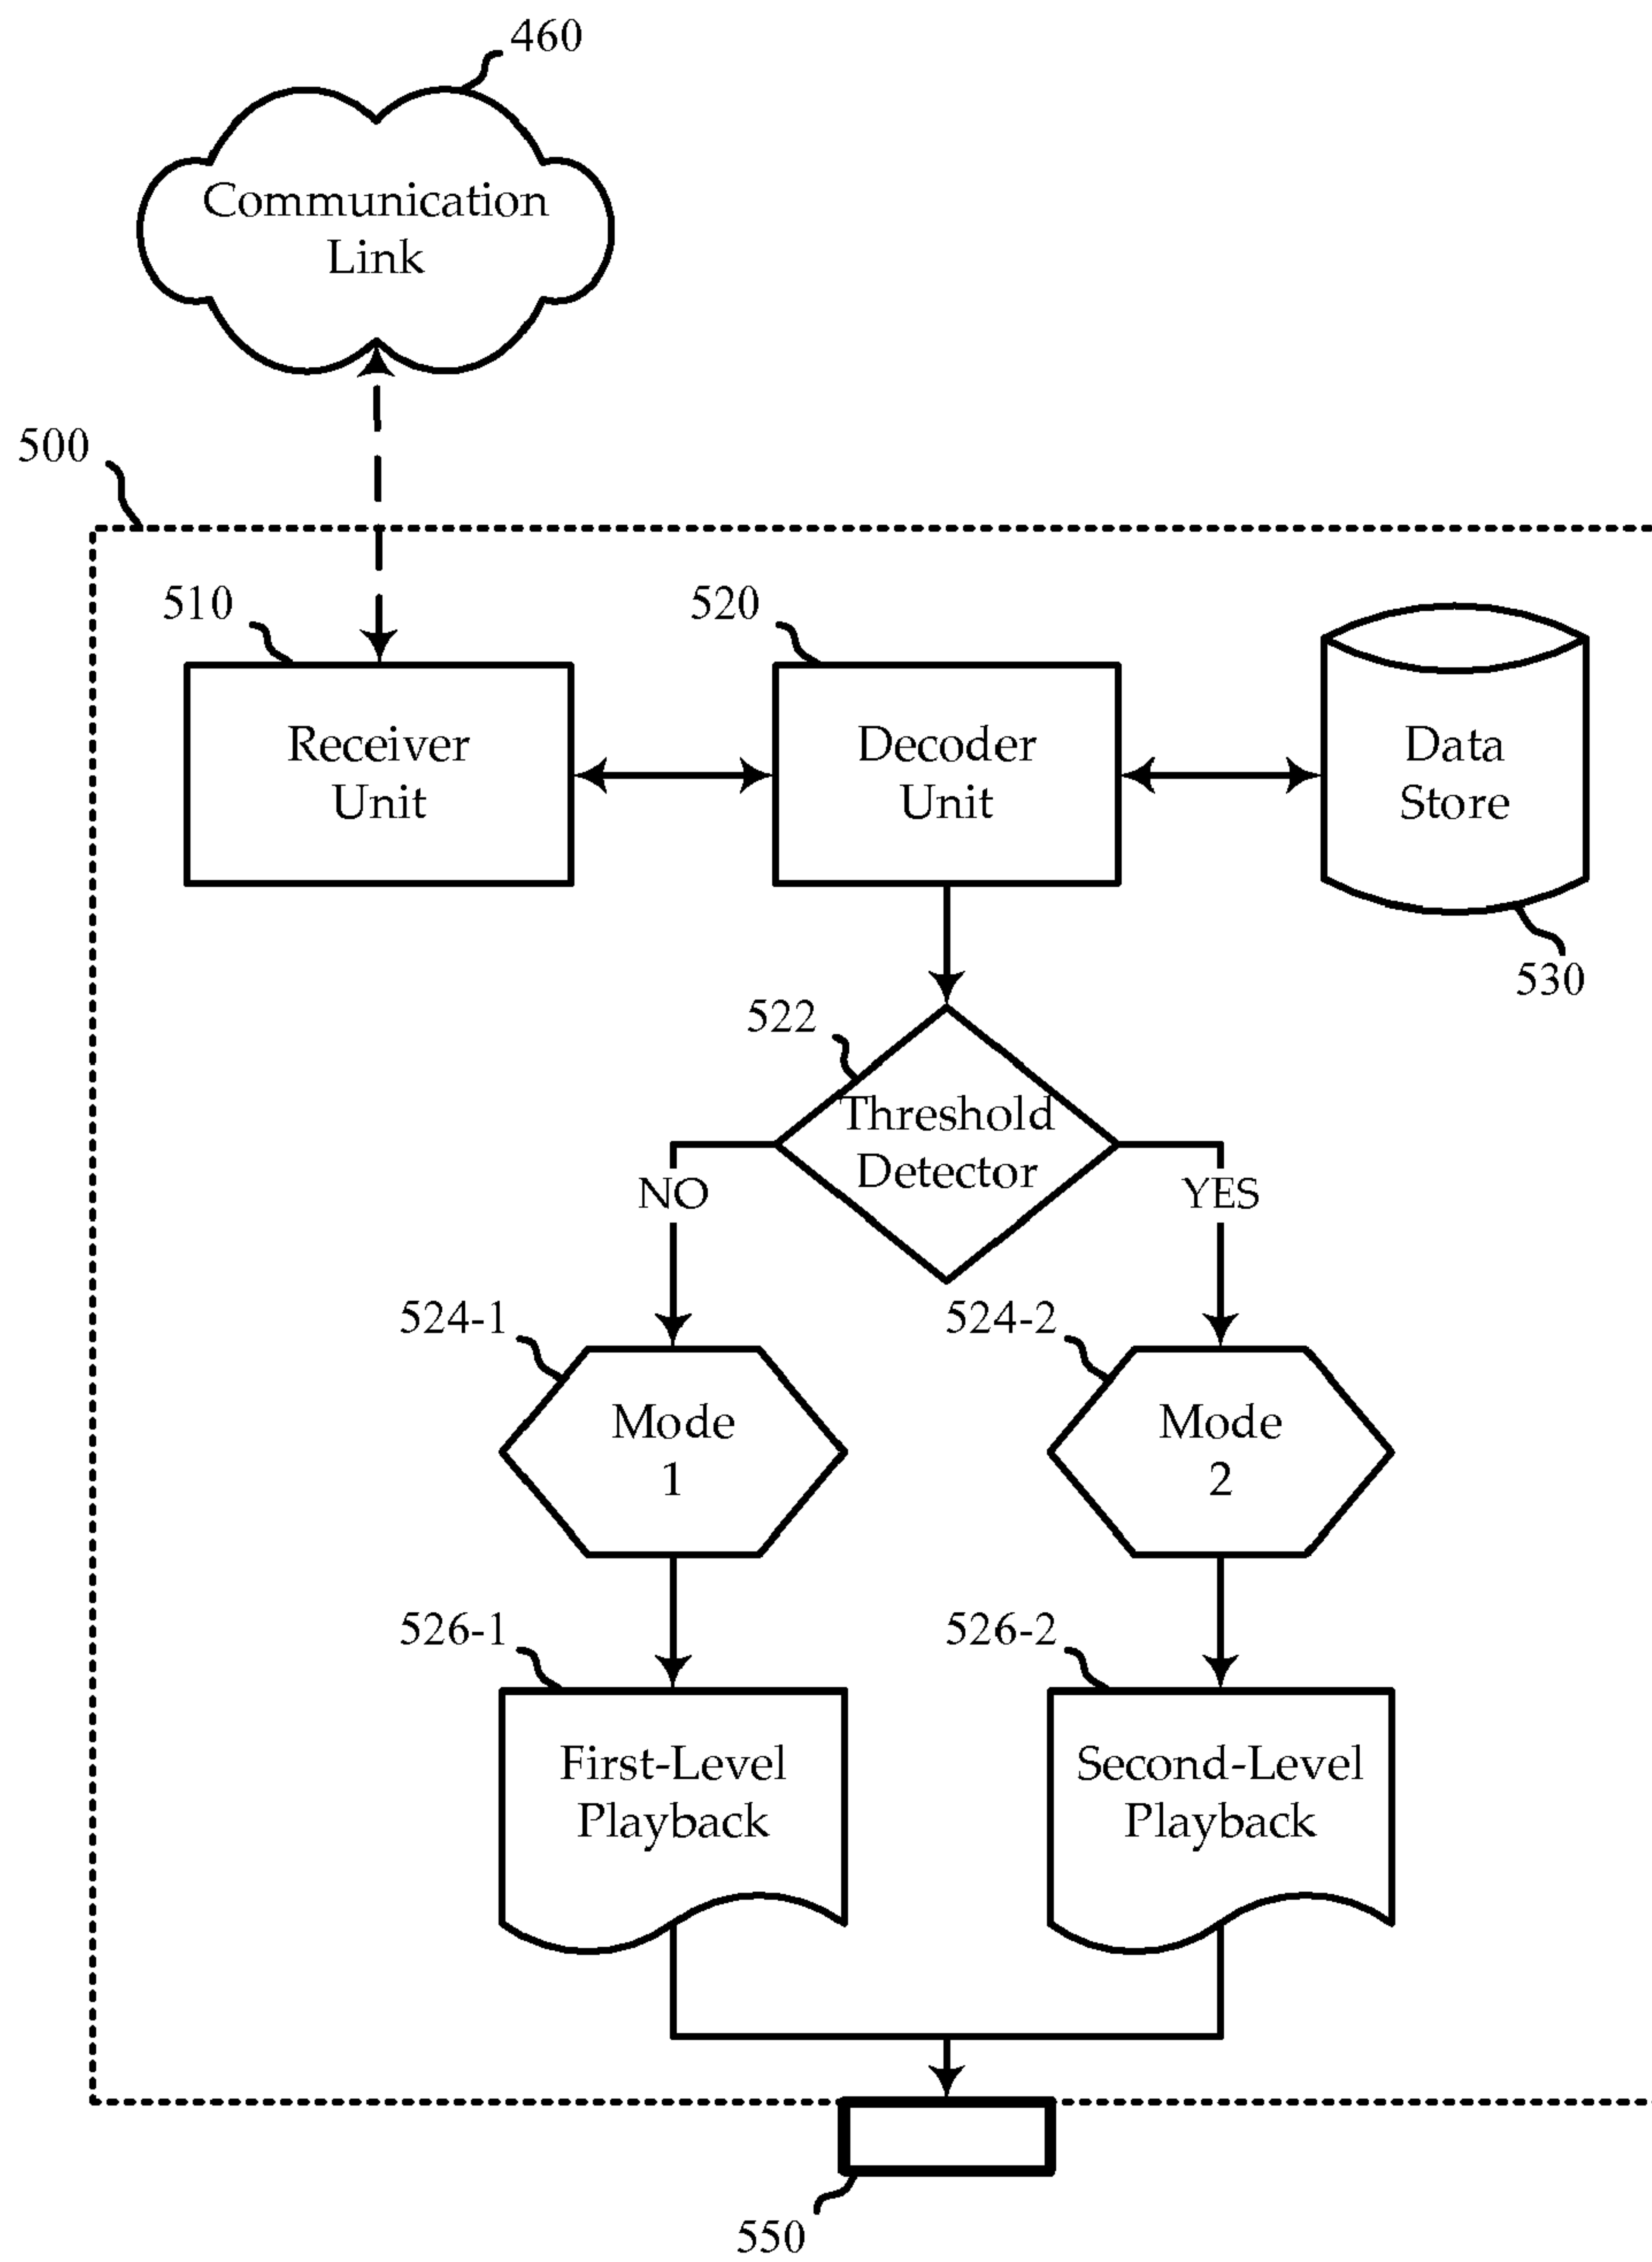 460
Communication
Link
500
510
520
Receiver
Unit
Decoder
Unit
Data
Store
530
522
Threshold
Detector
NO
YES
524-1
524-2
Mode
1
Mode
2
526-1
526-2
First-Level
Playback
Second-Level
Playback
550